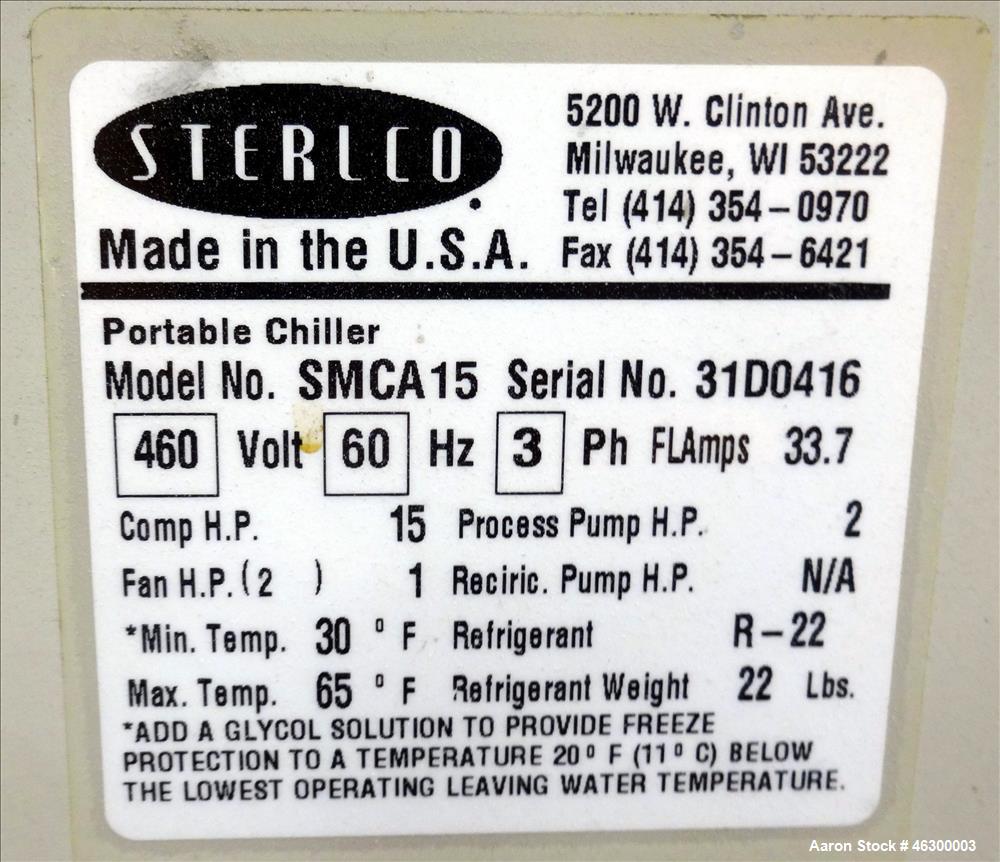 STERLCO
5200 W. Clinton Ave.
Milwaukee, WI 53222
Tel (414) 354-0970
Fax (414) 354-6421
Made in the U.S.A.
Portable Chiller
Model No. SMCA15 Serial No. 31D0416
460 Volt 60 Hz 3 Ph FLAmps 33.7
Comp H.P. 15 Process Pump H.P. 2
Fan H.P. (2 ) 1 Reciric. Pump H.P. N/A
*Min. Temp. 30 º F Refrigerant R-22
Max. Temp. 65 º F Refrigerant Weight 22 Lbs.
*ADD A GLYCOL SOLUTION TO PROVIDE FREEZE
PROTECTION TO A TEMPERATURE 20º F (11º C) BELOW
THE LOWEST OPERATING LEAVING WATER TEMPERATURE.
Aaron Stock # 46300003